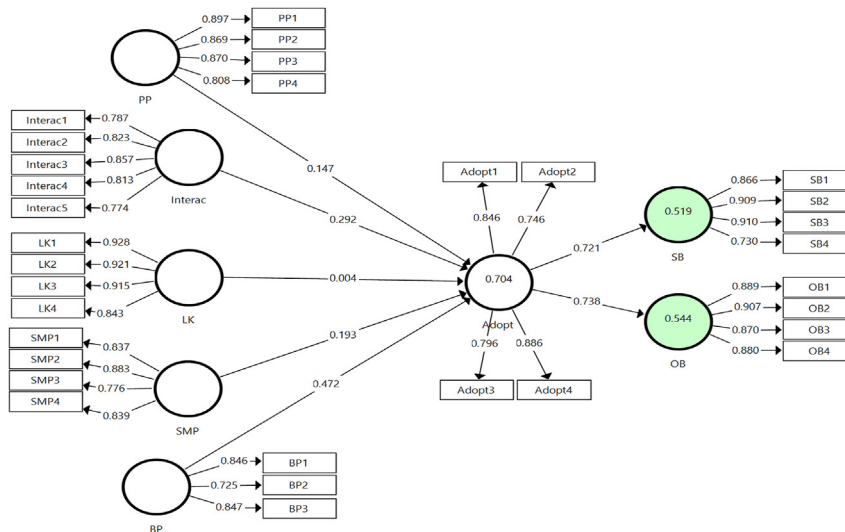 0.897
PP1
0.869
PP2
0.870
PP3
0.808
PP4
PP
Interac1
0.787
Interac2
0.823
Interac3
0.857
Interac4
0.813
Interac5
0.774
Interac
LK1
0.928
LK2
0.921
LK3
0.915
LK4
0.843
LK
SMP1
0.837
SMP2
0.883
SMP3
0.776
SMP4
0.839
SMP
BP
0.846
BP1
0.725
BP2
0.847
BP3
0.147
0.292
0.004
0.193
0.472
Adopt1
Adopt2
0.846
0.746
0.704
Adopt
0.796
0.886
Adopt3
Adopt4
0.721
0.738
0.519
SB
0.866
SB1
0.909
SB2
0.910
SB3
0.730
SB4
0.544
OB
0.889
OB1
0.907
OB2
0.870
OB3
0.880
OB4